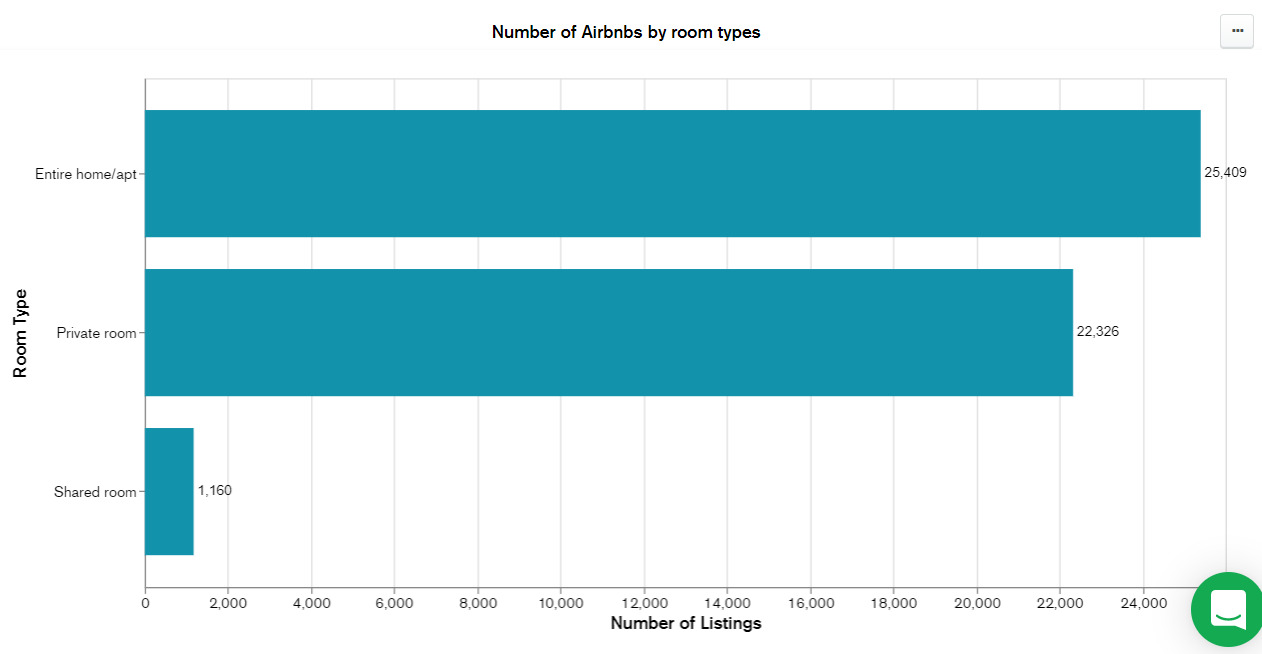 Number of Airbnbs by room types
Entire home/apt
25,409
Room Type
Private room
22,326
Shared room
1,160
0 2,000 4,000 6,000 8,000 10,000 12,000 14,000 16,000 18,000 20,000 22,000 24,000
Number of Listings